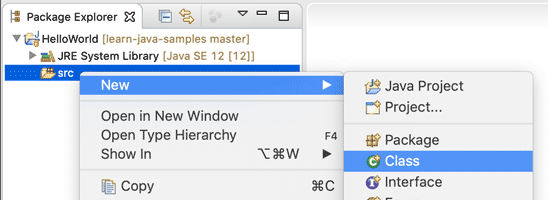 Package Explorer
HelloWorld [learn-java-samples master]
JRE System Library [Java SE 12 [12]]
src
New
Open in New Window
Open Type Hierarchy F4
Show In ⌥⌘W
Copy ⌘C
Java Project
Project...
Package
Class
Interface